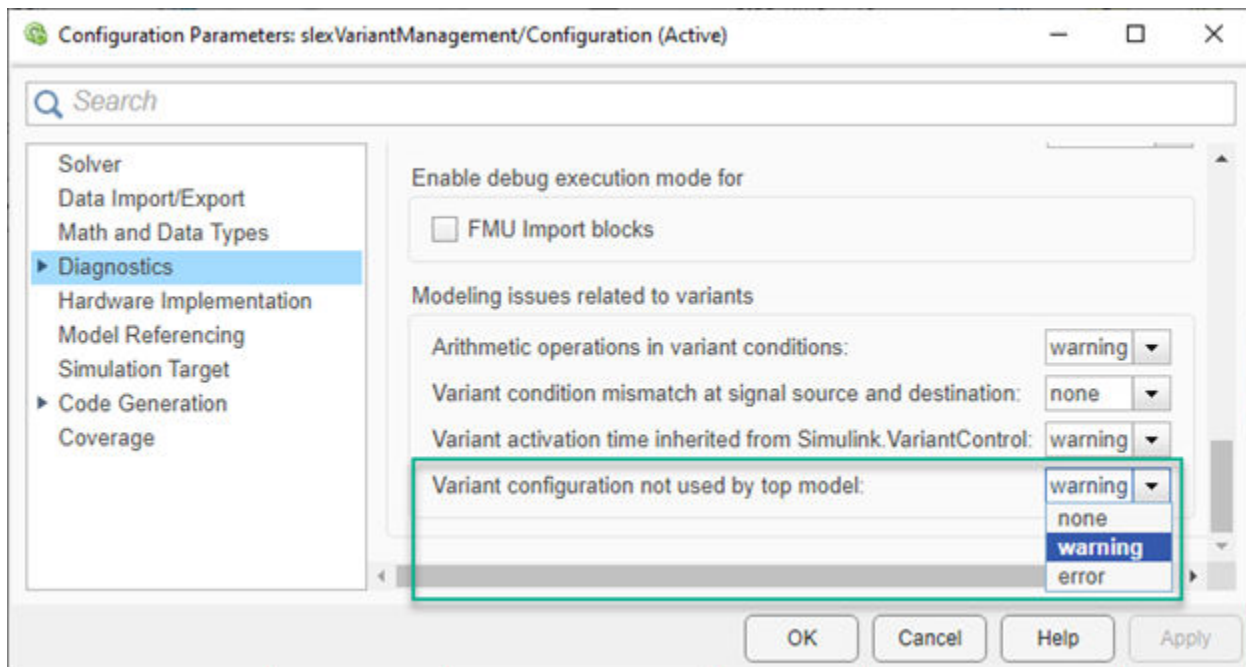 Configuration Parameters: slexVariantManagement/Configuration (Active)
Search
Solver
Data Import/Export
Math and Data Types
Diagnostics
Hardware Implementation
Model Referencing
Simulation Target
Code Generation
Coverage
Enable debug execution mode for
FMU Import blocks
Modeling issues related to variants
Arithmetic operations in variant conditions: warning
Variant condition mismatch at signal source and destination: none
Variant activation time inherited from Simulink.VariantControl: warning
Variant configuration not used by top model: warning
none
warning
error
OK Cancel Help Apply